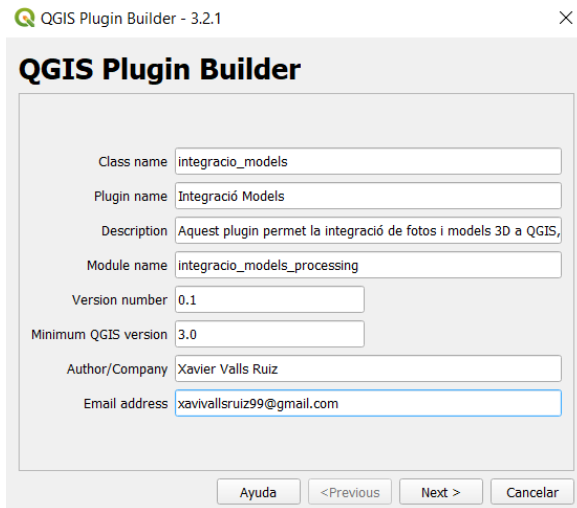 QGIS Plugin Builder - 3.2.1
QGIS Plugin Builder
Class name integracio_models
Plugin name Integració Models
Description Aquest plugin permet la integració de fotos i models 3D a QGIS,
Module name integracio_models_processing
Version number 0.1
Minimum QGIS version 3.0
Author/Company Xavier Valls Ruiz
Email address xavivallsruiz99@gmail.com
Ayuda <Previous Next > Cancelar